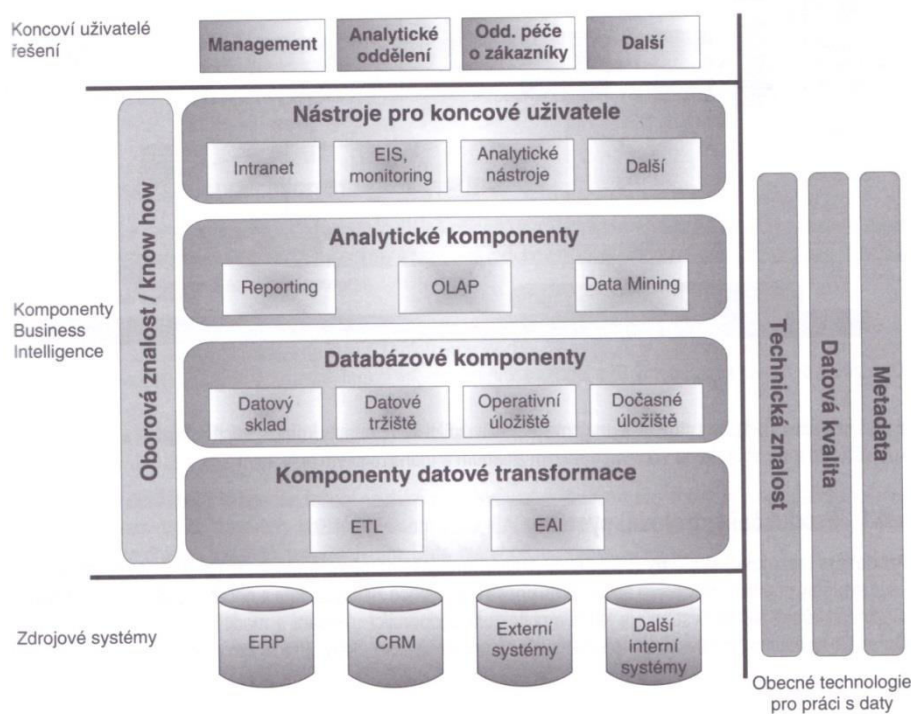 Koncoví uživatelé
řešení
Management
Analytické
oddělení
Odd. péče
o zákazníky
Další
Nástroje pro koncové uživatele
Intranet
EIS,
monitoring
Analytické
nástroje
Další
Analytické komponenty
Reporting
OLAP
Data Mining
Komponenty
Business
Intelligence
Oborová znalost / know how
Databázové komponenty
Datový
sklad
Datové
tržiště
Operativní
úložiště
Dočasné
úložiště
Komponenty datové transformace
ETL
EAI
Technická znalost
Datová kvalita
Metadata
Zdrojové systémy
ERP
CRM
Externí
systémy
Další
interní
systémy
Obecné technologie
pro práci s daty